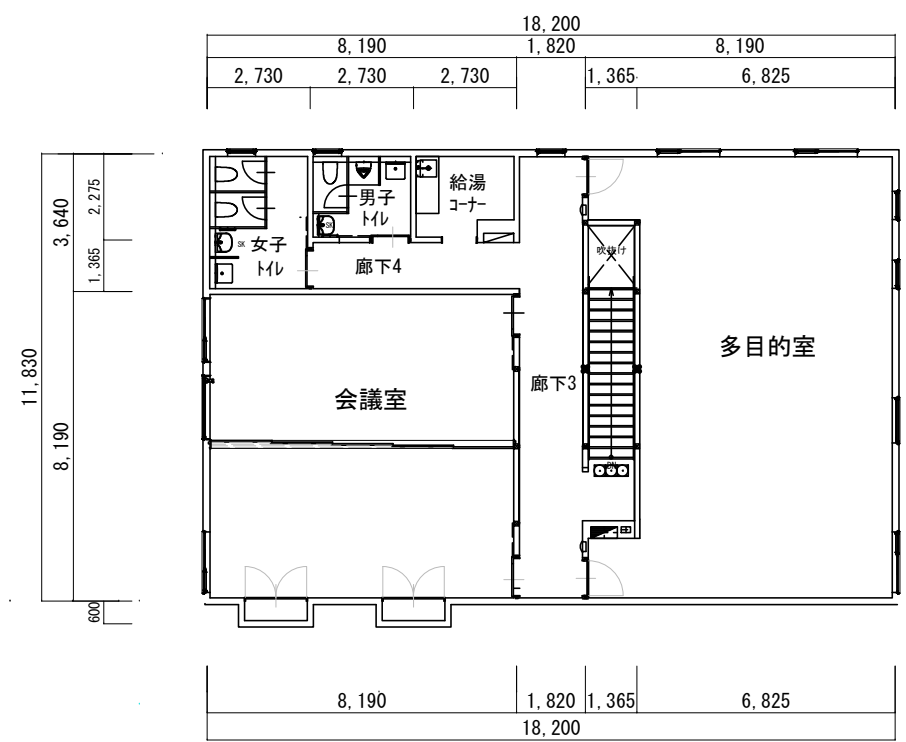 18,200
8,190 1,820 8,190
2,730 2,730 2,730 1,365 6,825
2,275
3,640
1,365
11,830
8,190
600
給湯
コーナー
男子
トイレ
SK
女子
トイレ
SK
廊下4
吹抜け
多目的室
廊下3
会議室
DN
8,190 1,820 1,365 6,825
18,200